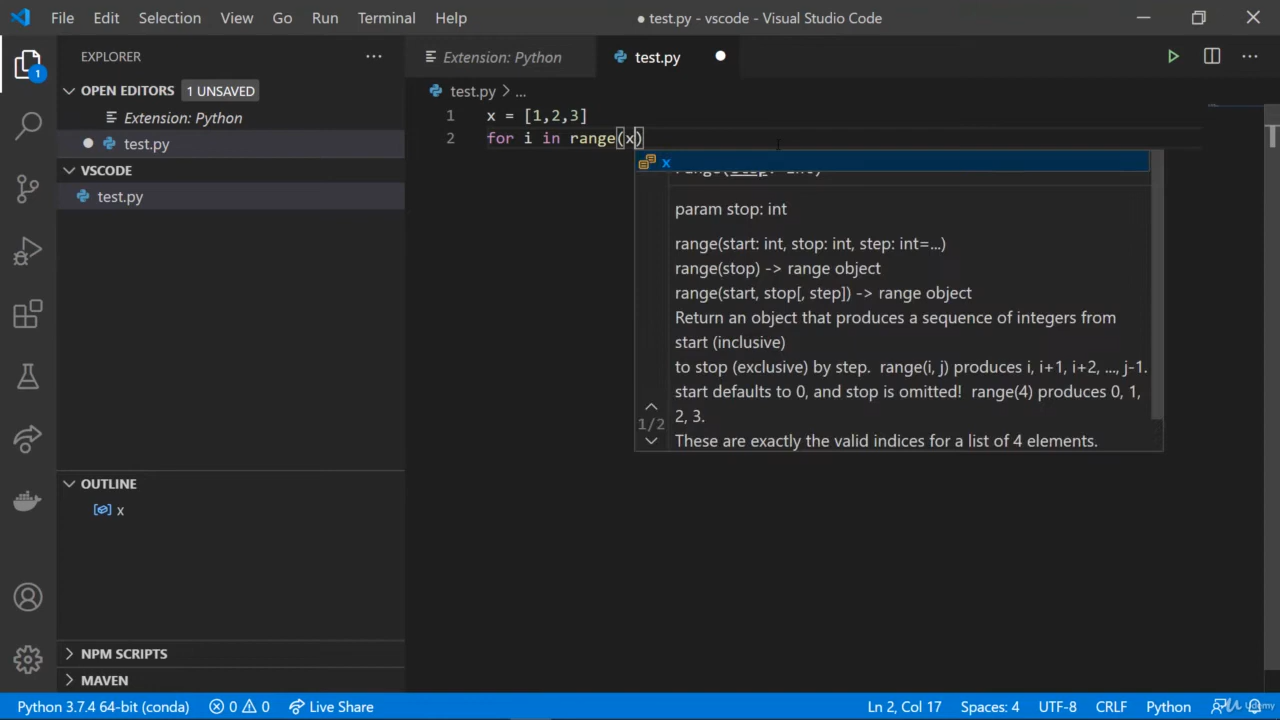 File Edit Selection View Go Run Terminal Help ● test.py - vscode - Visual Studio Code
EXPLORER ...
Extension: Python test.py
OPEN EDITORS 1 UNSAVED
Extension: Python
test.py
VSCODE
test.py
1
test.py > ...
1 x = [1,2,3]
2 for i in range(x)
x
range(stop: int)
param stop: int
range(start: int, stop: int, step: int=...)
range(stop) -> range object
range(start, stop[, step]) -> range object
Return an object that produces a sequence of integers from
start (inclusive)
to stop (exclusive) by step. range(i, j) produces i, i+1, i+2, ..., j-1.
start defaults to 0, and stop is omitted! range(4) produces 0, 1,
2, 3.
These are exactly the valid indices for a list of 4 elements.
1/2
OUTLINE
x
NPM SCRIPTS
MAVEN
Python 3.7.4 64-bit (conda) 0 0 Live Share Ln 2, Col 17 Spaces: 4 UTF-8 CRLF Python Udemy